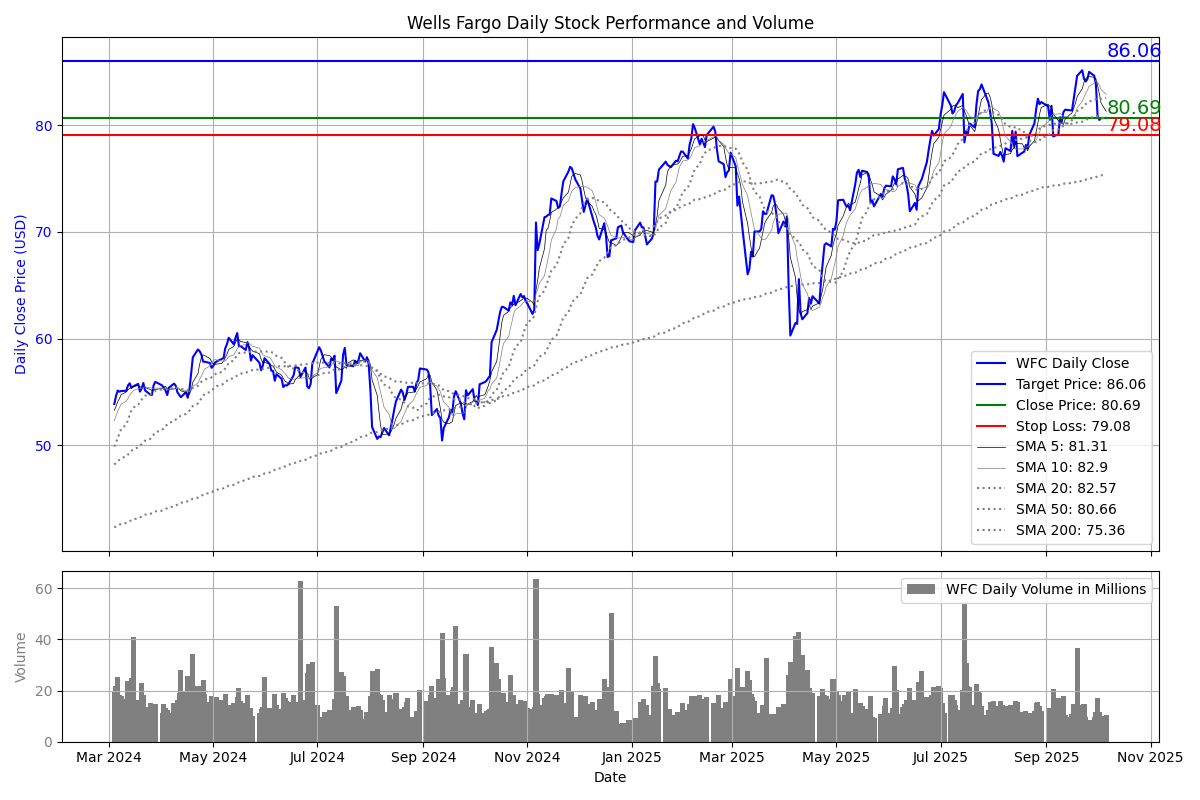 Wells Fargo Daily Stock Performance and Volume
86.06
80.69
79.08
80
70
60
50
Daily Close Price (USD)
WFC Daily Close
Target Price: 86.06
Close Price: 80.69
Stop Loss: 79.08
SMA 5: 81.31
SMA 10: 82.9
SMA 20: 82.57
SMA 50: 80.66
SMA 200: 75.36
60
40
20
0
Volume
WFC Daily Volume in Millions
Mar 2024 May 2024 Jul 2024 Sep 2024 Nov 2024 Jan 2025 Mar 2025 May 2025 Jul 2025 Sep 2025 Nov 2025
Date